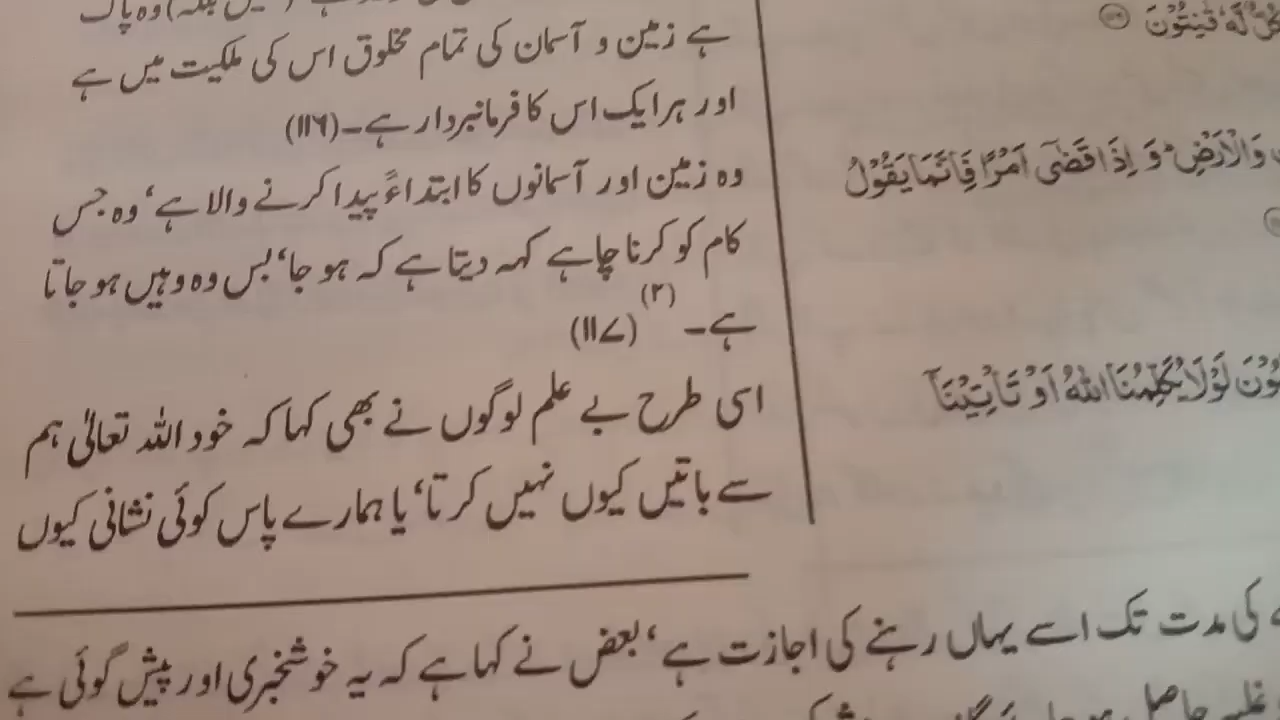 کُلٌّ لَّهٗ قٰنِتُوْنَ
وَالْاَرْضِ ۭ وَ اِذَا قَضٰٓى اَمْرًا فَاِنَّمَا يَقُوْلُ
لَوْلَا يُكَلِّمُنَا اللّٰهُ اَوْ تَاْتِيْنَآ
وہ پاک
ہے زمین و آسمان کی تمام مخلوق اس کی ملکیت میں ہے
اور ہر ایک اس کا فرمانبردار ہے۔(۱۱۶)
وہ زمین اور آسمانوں کا ابتداءً پیدا کرنے والا ہے، وہ جس
کام کو کرنا چاہے کہہ دیتا ہے کہ ہو جا، بس وہ وہیں ہو جاتا
ہے۔ (۲) (۱۱۷)
اسی طرح بے علم لوگوں نے بھی کہا کہ خود اللہ تعالیٰ ہم
سے باتیں کیوں نہیں کرتا، یا ہمارے پاس کوئی نشانی کیوں
کی مدت تک اسے یہاں رہنے کی اجازت ہے، بعض نے کہا ہے کہ یہ خوشخبری اور پیش گوئی ہے